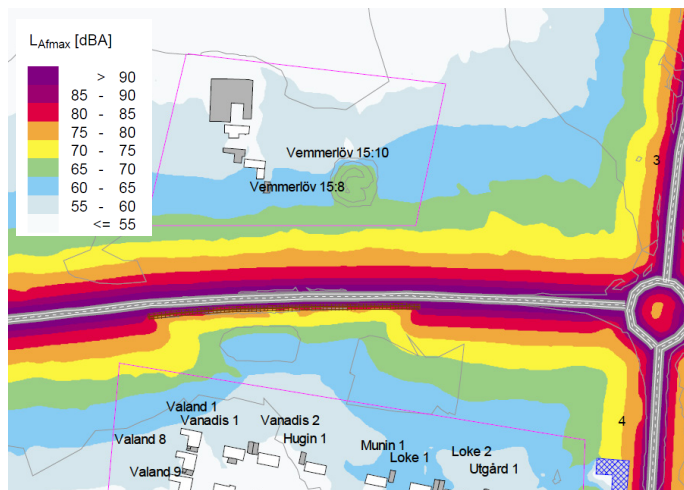 LAfmax [dBA]
> 90
85 - 90
80 - 85
75 - 80
70 - 75
65 - 70
60 - 65
55 - 60
<= 55
3
Vemmerlöv 15:10
Vemmerlöv 15:8
Valand 1
Vanadis 1
Vanadis 2
4
Valand 8
Hugin 1
Munin 1
Loke 2
Loke 1
Valand 9
Utgård 1